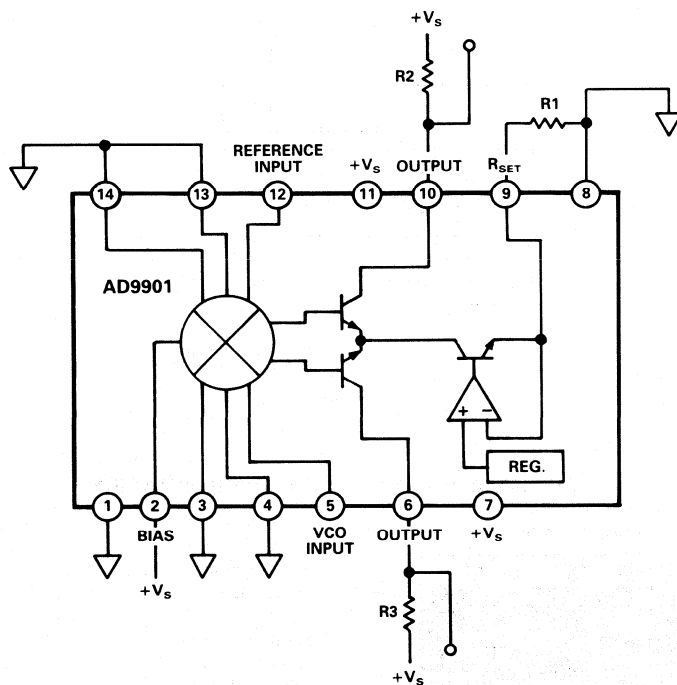 +VS
R2
R1
REFERENCE
INPUT
+VS
OUTPUT
RSET
14
13
12
11
10
9
8
AD9901
+ −
REG.
1
2
3
4
5
6
7
BIAS
VCO
INPUT
OUTPUT
+VS
+VS
R3
+VS